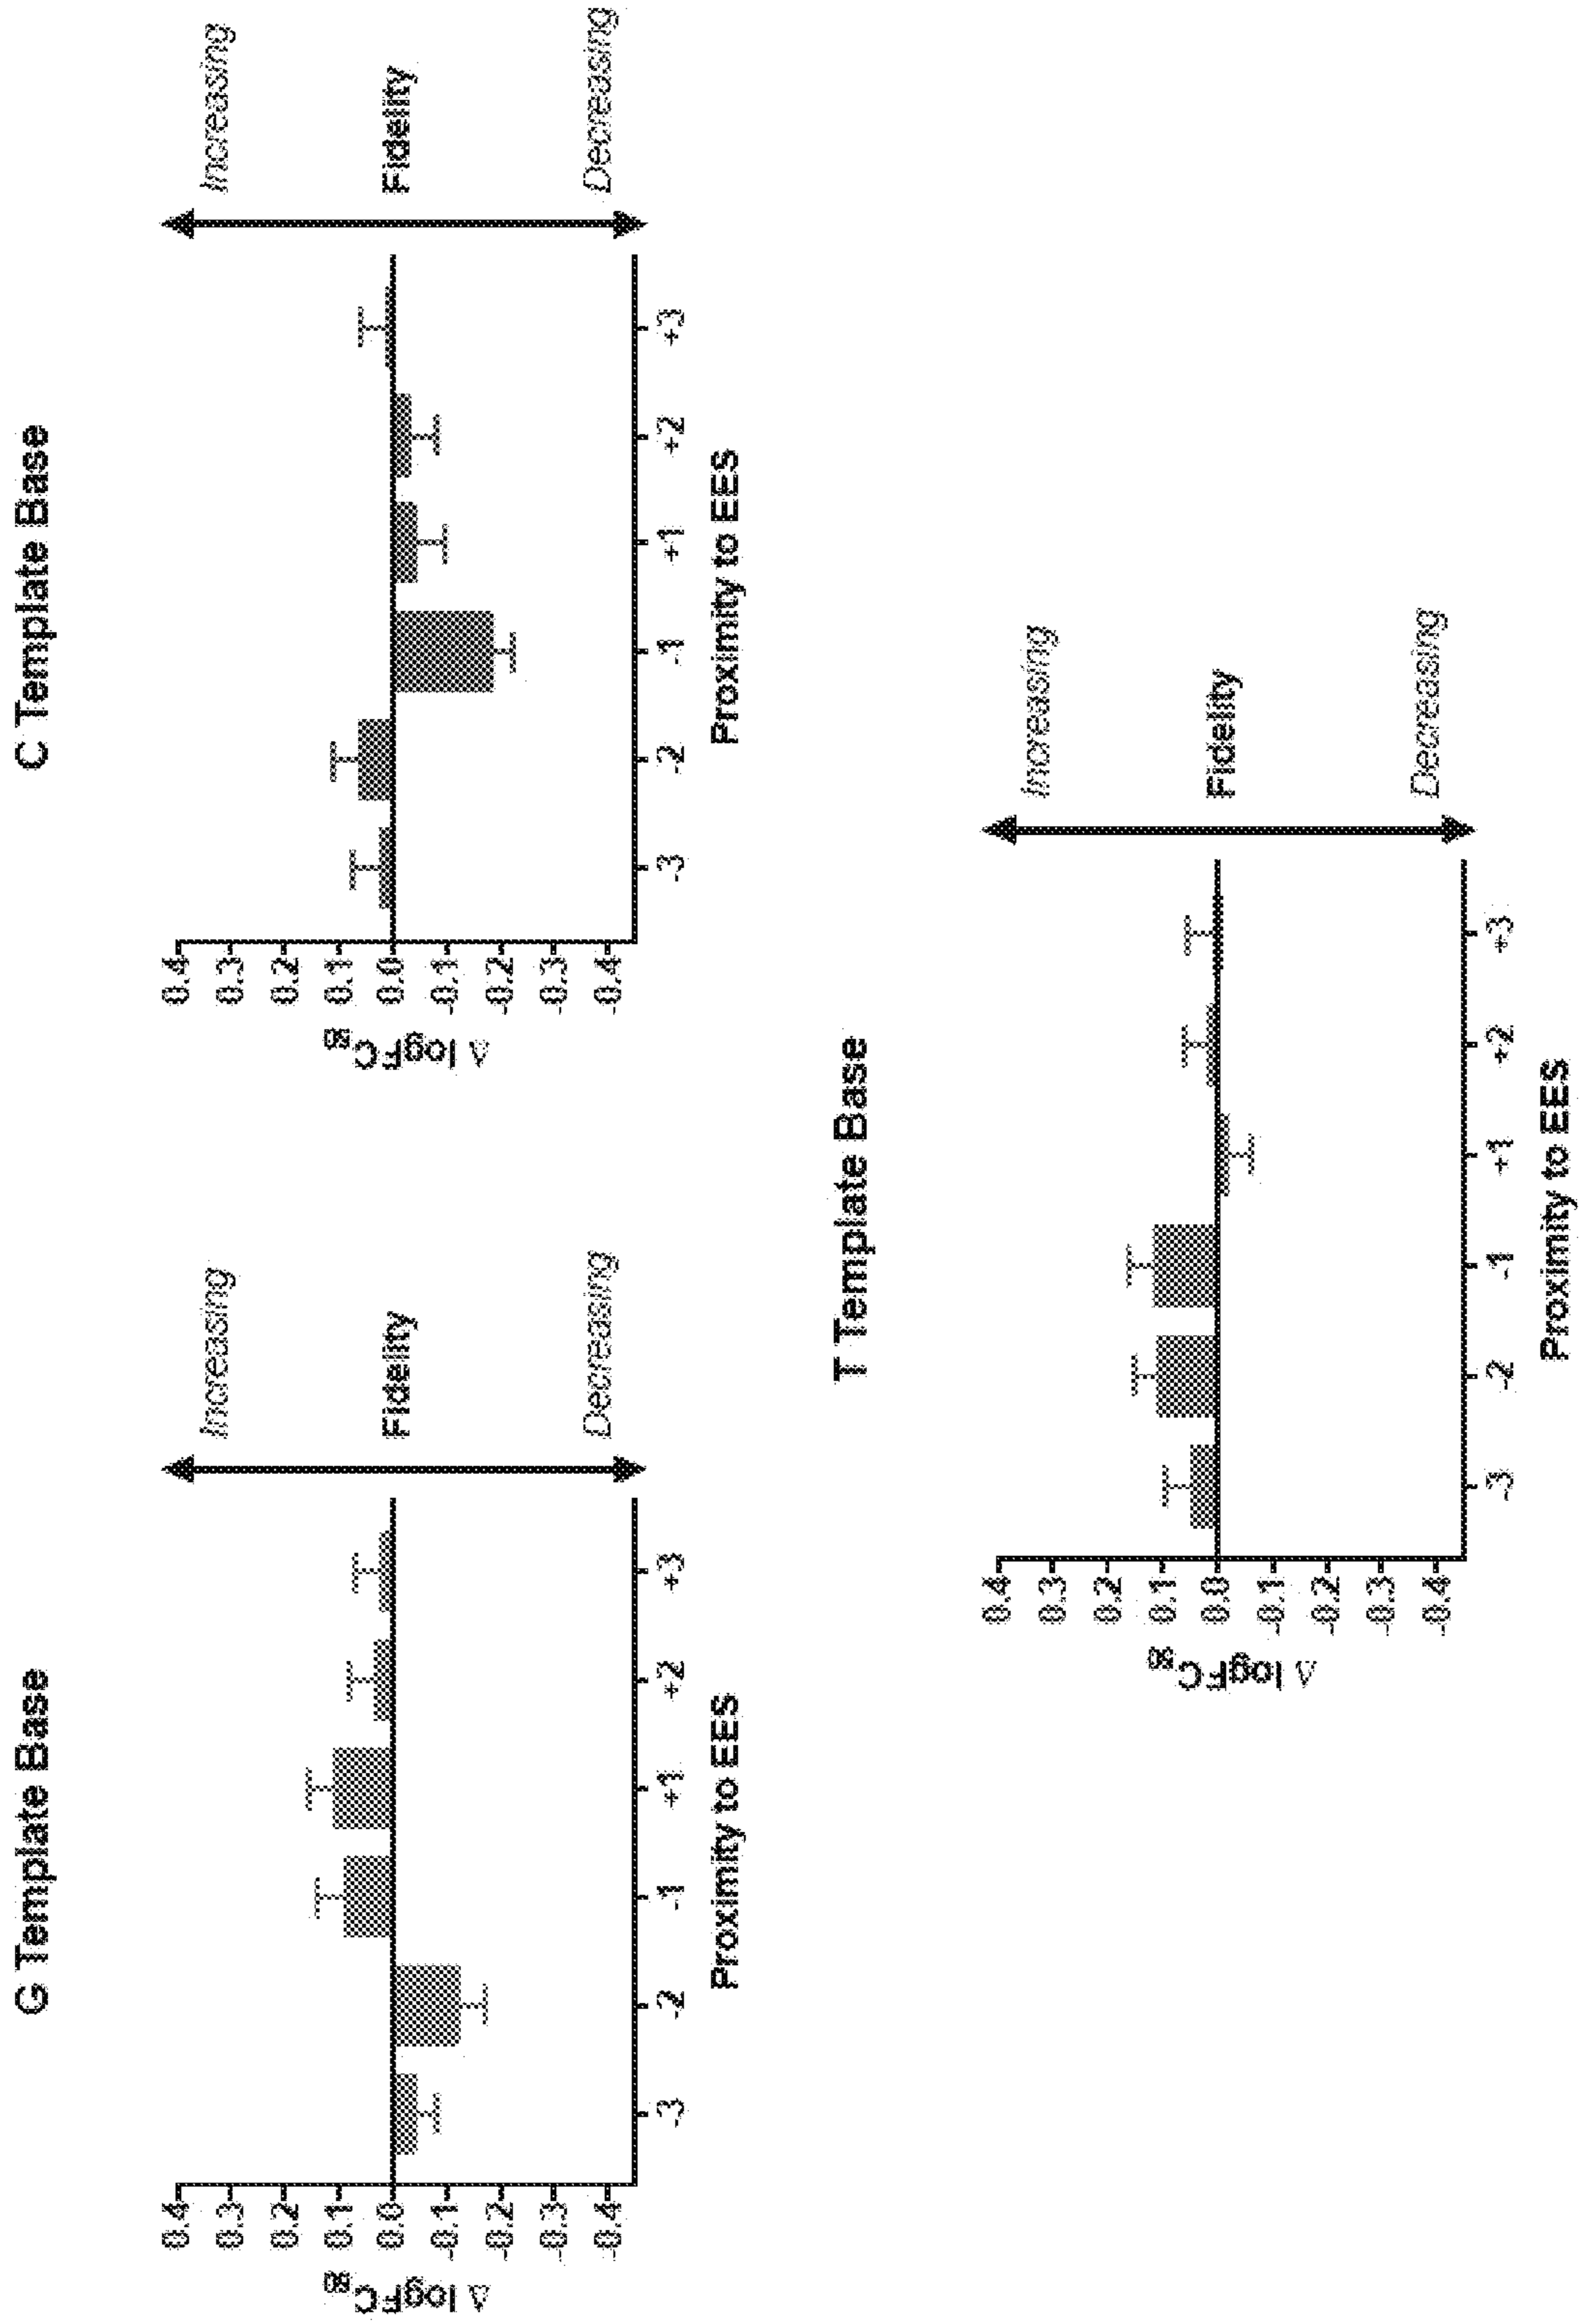 G Template Base
Δ logFC50
0.4
0.3
0.2
0.1
0.0
-0.1
-0.2
-0.3
-0.4
-3 -2 -1 +1 +2 +3
Proximity to EES
Increasing
Fidelity
Decreasing
C Template Base
Δ logFC50
0.4
0.3
0.2
0.1
0.0
-0.1
-0.2
-0.3
-0.4
-3 -2 -1 +1 +2 +3
Proximity to EES
Increasing
Fidelity
Decreasing
T Template Base
Δ logFC50
0.4
0.3
0.2
0.1
0.0
-0.1
-0.2
-0.3
-0.4
-3 -2 -1 +1 +2 +3
Proximity to EES
Increasing
Fidelity
Decreasing